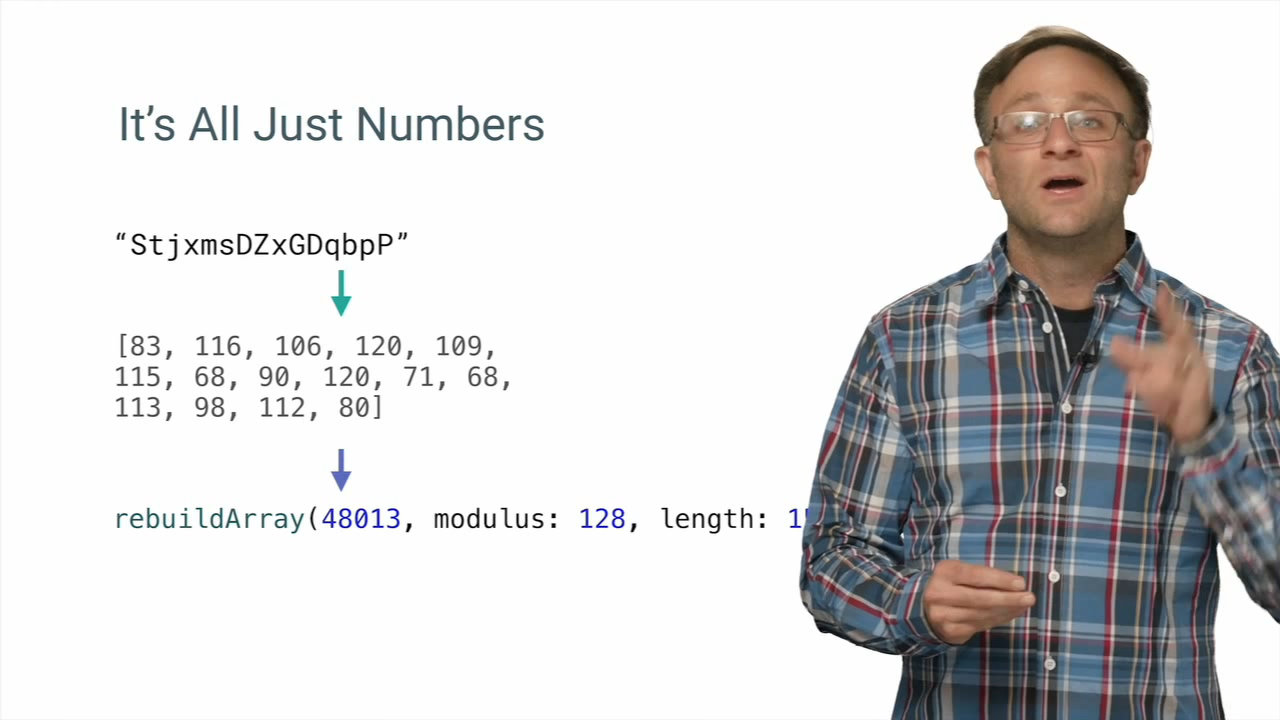 It’s All Just Numbers
“StjxmsDZxGDqbpP”
[83, 116, 106, 120, 109,
115, 68, 90, 120, 71, 68,
113, 98, 112, 80]
rebuildArray(48013, modulus: 128, length: